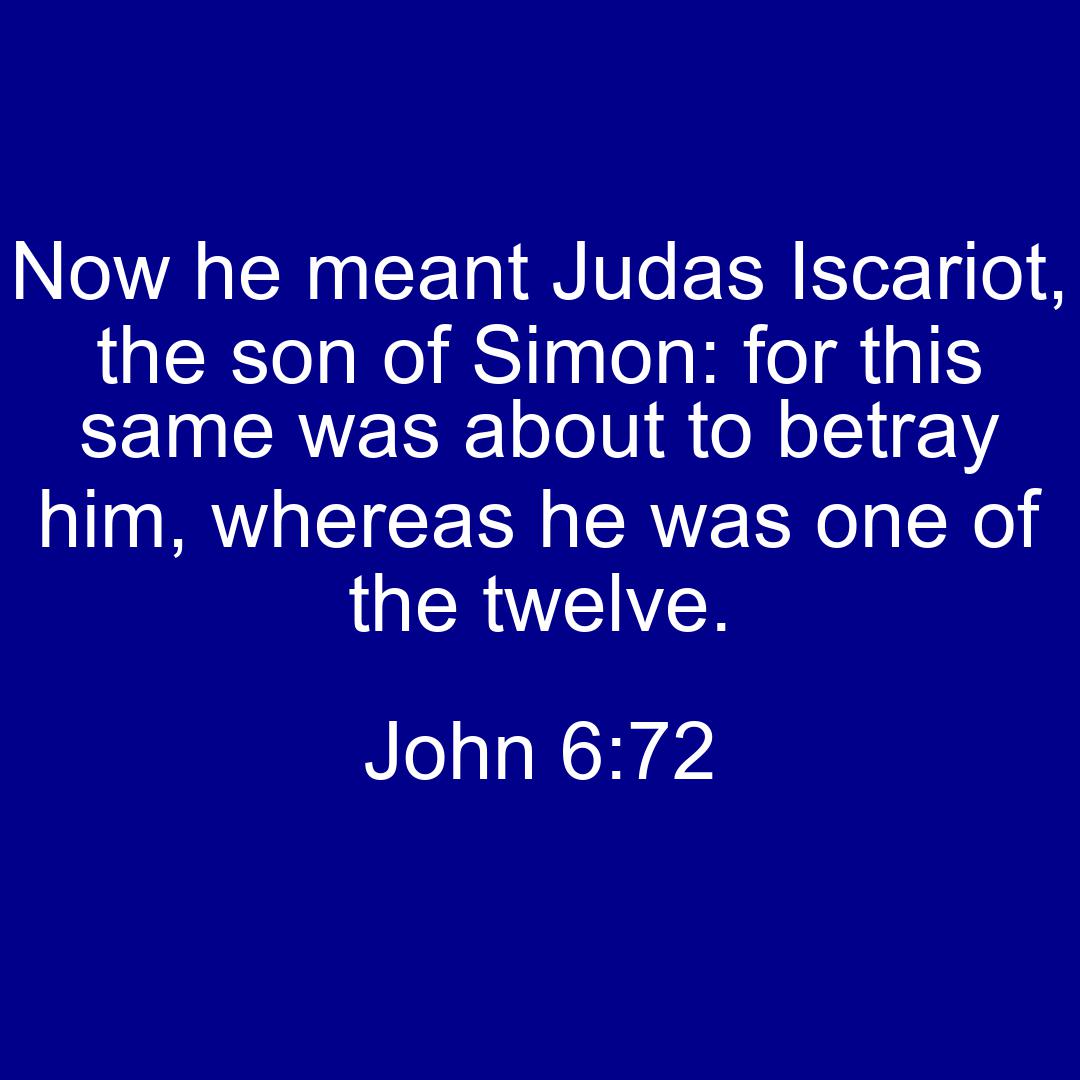 Now he meant Judas Iscariot,
the son of Simon: for this
same was about to betray
him, whereas he was one of
the twelve.
John 6:72